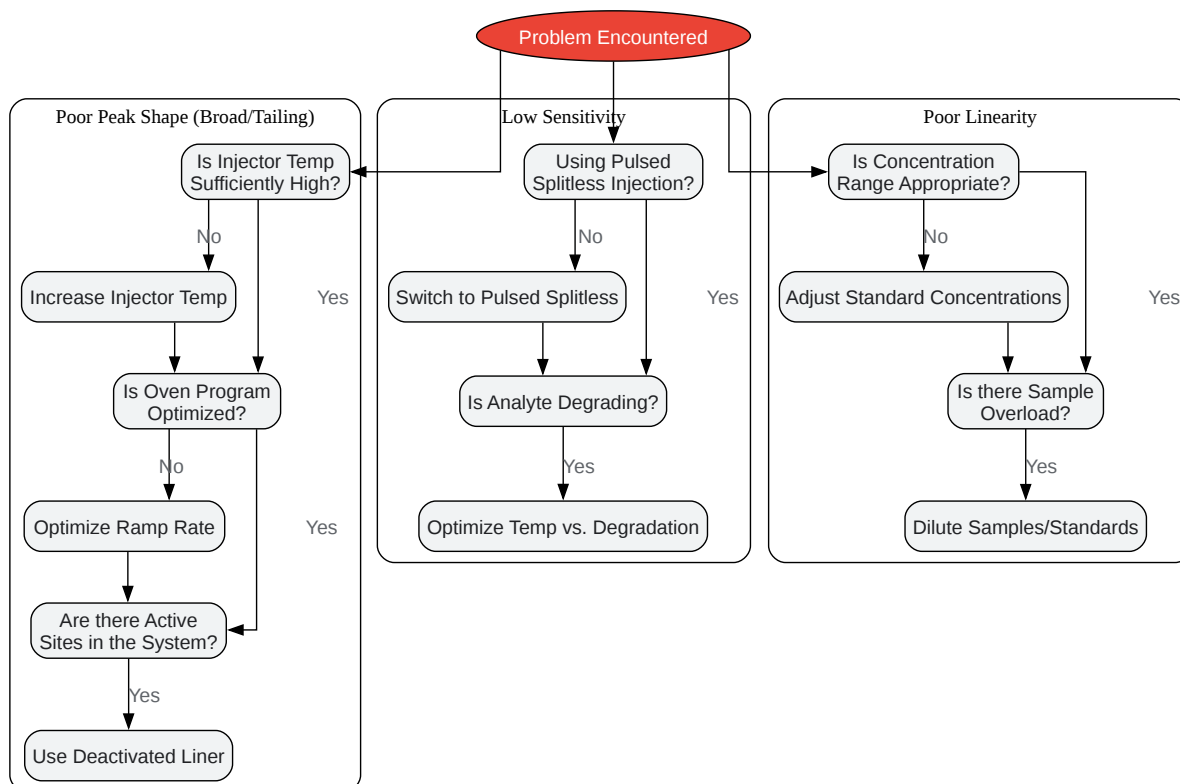 Problem Encountered
Poor Peak Shape (Broad/Tailing)
Is Injector Temp
Sufficiently High?
No
Increase Injector Temp
Yes
Is Oven Program
Optimized?
No
Optimize Ramp Rate
Yes
Are there Active
Sites in the System?
Yes
Use Deactivated Liner
Low Sensitivity
Using Pulsed
Splitless Injection?
No
Switch to Pulsed Splitless
Yes
Is Analyte Degrading?
Yes
Optimize Temp vs. Degradation
Poor Linearity
Is Concentration
Range Appropriate?
No
Adjust Standard Concentrations
Yes
Is there Sample
Overload?
Yes
Dilute Samples/Standards